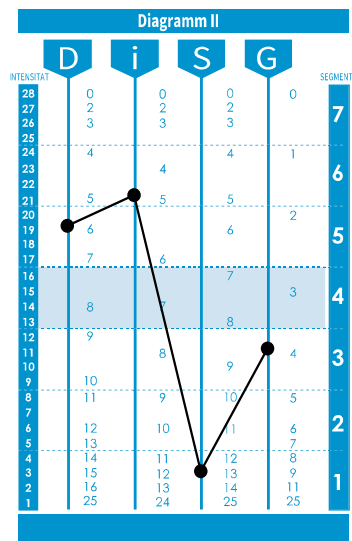 Diagramm II
D i S G
INTENSITAT SEGMENT
28 0 0 0 0
27 2 2 2 7
26 3 3 3
25
24 4 4 1
23 4 6
22
21 5 5 5
20 2
19 6 6 5
18
17 7 6
16 7
15 3 4
14 8 7
13 8
12 9
11 8 4 3
10 9
9 10
8 11 9 10 5
7 2
6 12 10 11 6
5 13 7
4 14 11 12 8
3 15 12 13 9 1
2 16 13 14 11
1 25 24 25 25